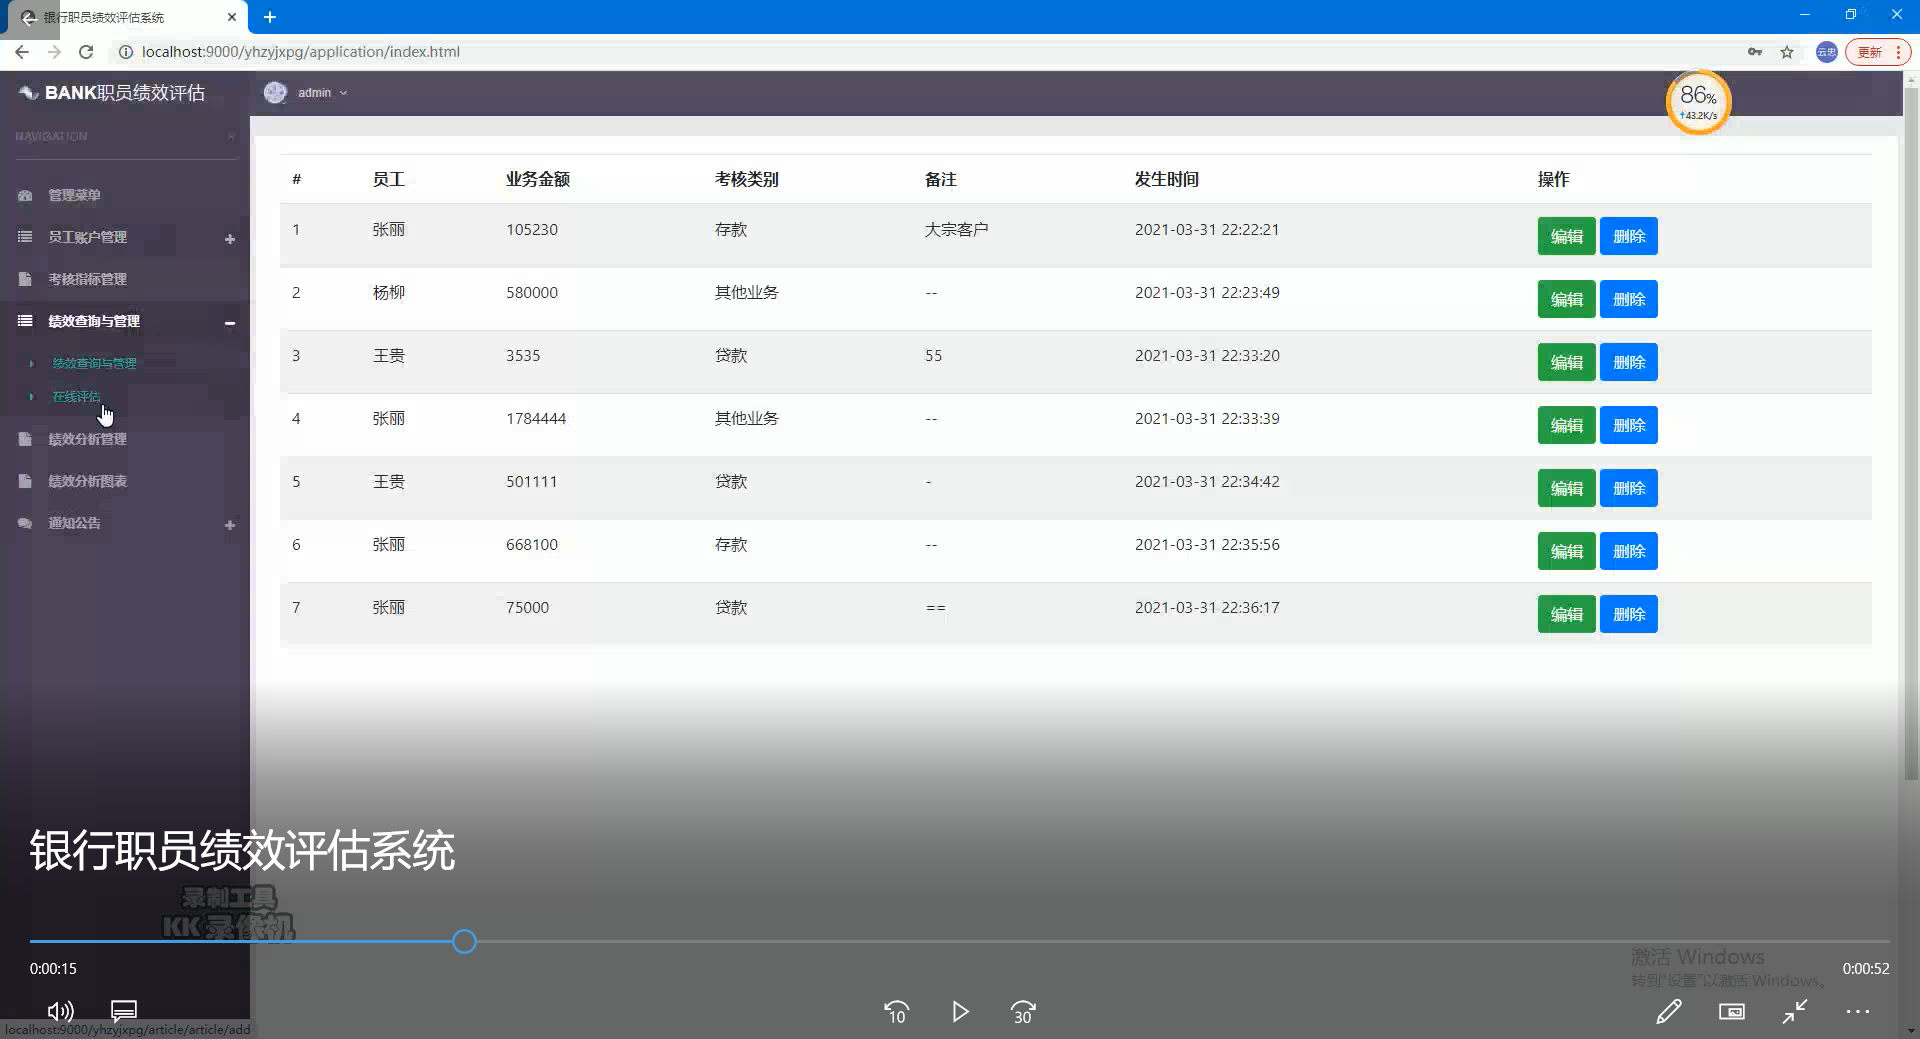 银行职员绩效评估系统
localhost:9000/yhzyjxpg/application/index.html
云忠
更新
BANK职员绩效评估
admin
86%
↑43.2K/s
NAVIGATION
管理菜单
员工账户管理
考核指标管理
绩效查询与管理
绩效查询与管理
在线评估
绩效分析管理
绩效分析图表
通知公告
# 员工 业务金额 考核类别 备注 发生时间 操作
1 张丽 105230 存款 大宗客户 2021-03-31 22:22:21 编辑 删除
2 杨柳 580000 其他业务 -- 2021-03-31 22:23:49 编辑 删除
3 王贵 3535 贷款 55 2021-03-31 22:33:20 编辑 删除
4 张丽 1784444 其他业务 -- 2021-03-31 22:33:39 编辑 删除
5 王贵 501111 贷款 - 2021-03-31 22:34:42 编辑 删除
6 张丽 668100 存款 -- 2021-03-31 22:35:56 编辑 删除
7 张丽 75000 贷款 == 2021-03-31 22:36:17 编辑 删除
银行职员绩效评估系统
录制工具
KK 录像机
激活 Windows
转到"设置"以激活 Windows。
0:00:15
0:00:52
10
30
localhost:9000/yhzyjxpg/article/article/add